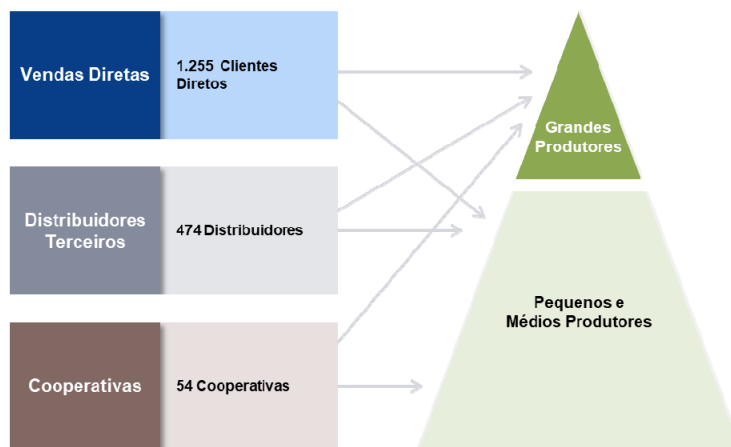 Vendas Diretas
1.255 Clientes
Diretos
Grandes
Produtores
Distribuidores
Terceiros
474 Distribuidores
Pequenos e
Médios Produtores
Cooperativas
54 Cooperativas